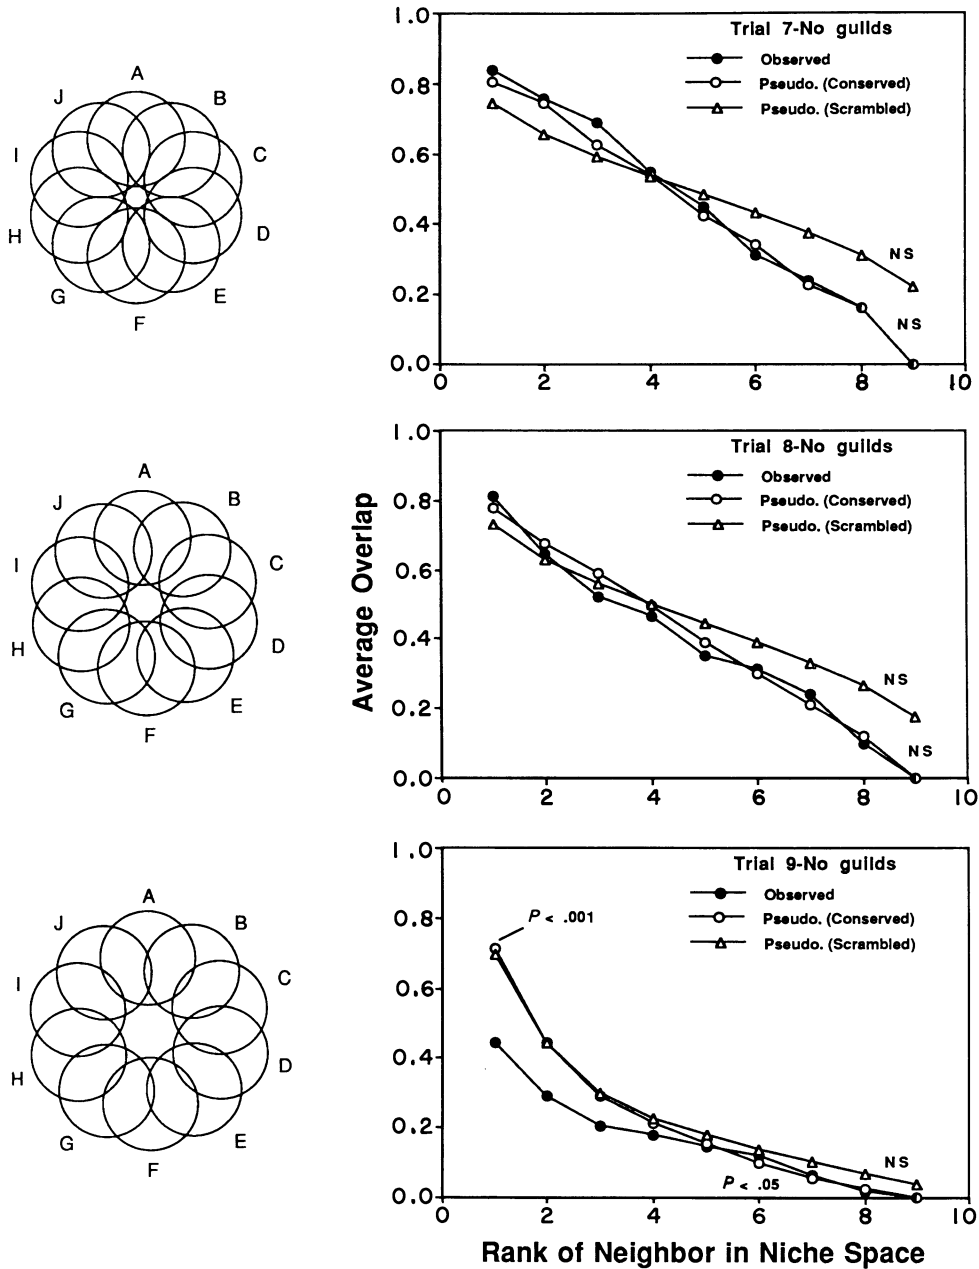 A
B
C
D
E
F
G
H
I
J
1.0
0.8
0.6
0.4
0.2
0.0
0 2 4 6 8 10
Trial 7-No guilds
Observed
Pseudo. (Conserved)
Pseudo. (Scrambled)
NS
NS
A
B
C
D
E
F
G
H
I
J
Average Overlap
1.0
0.8
0.6
0.4
0.2
0.0
0 2 4 6 8 10
Trial 8-No guilds
Observed
Pseudo. (Conserved)
Pseudo. (Scrambled)
NS
NS
A
B
C
D
E
F
G
H
I
J
1.0
0.8
0.6
0.4
0.2
0.0
0 2 4 6 8 10
Trial 9-No guilds
Observed
Pseudo. (Conserved)
Pseudo. (Scrambled)
P < .001
NS
P < .05
Rank of Neighbor in Niche Space